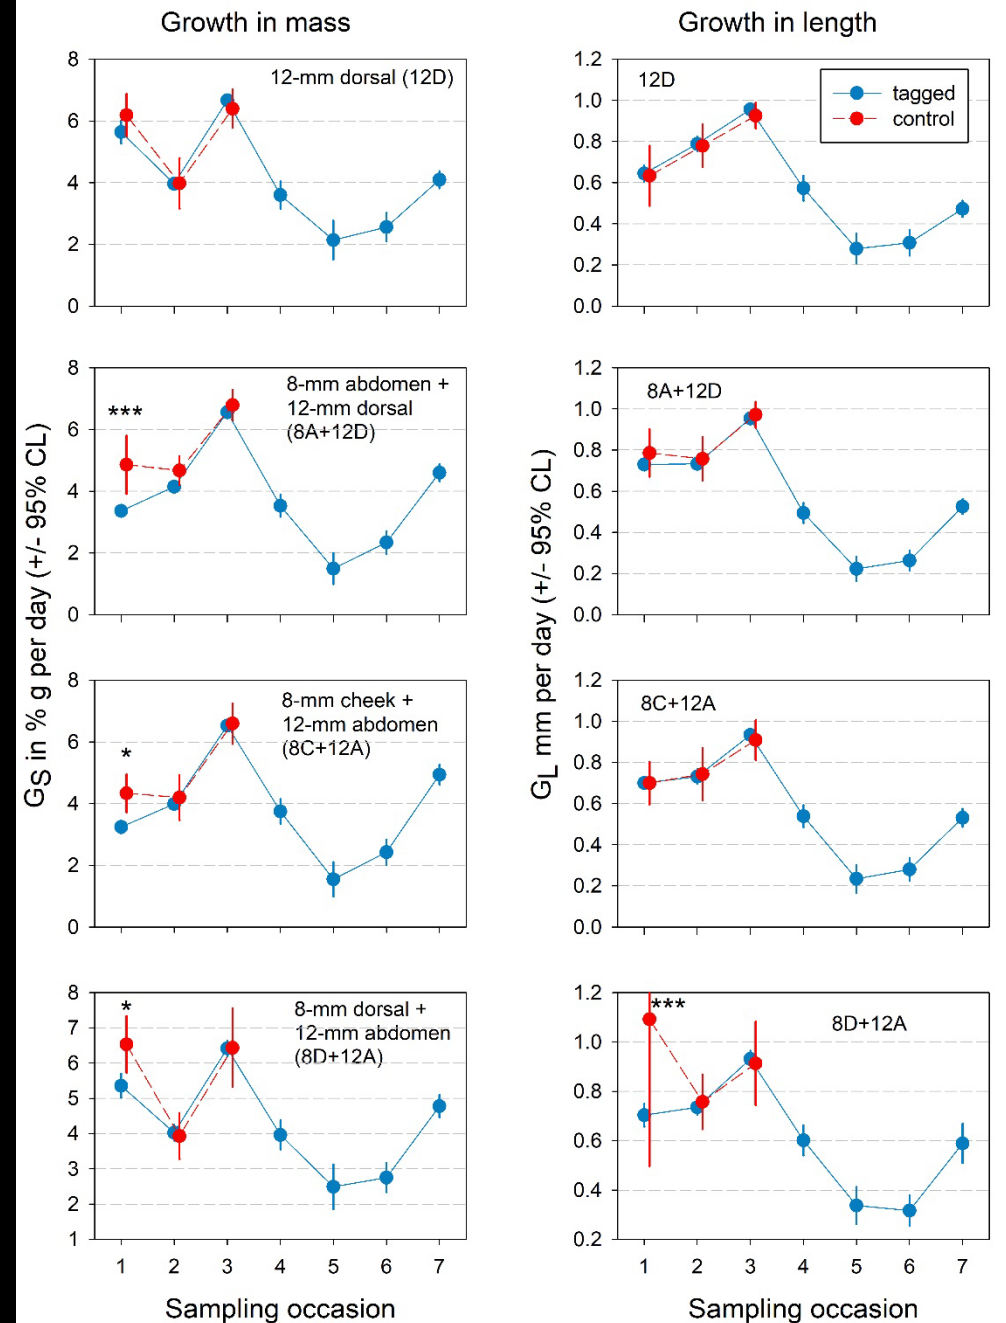 Growth in mass
Growth in length
8
6
4
2
0
12-mm dorsal (12D)
1.2
1.0
0.8
0.6
0.4
0.2
0.0
12D
tagged
control
8
6
4
2
0
***
8-mm abdomen +
12-mm dorsal
(8A+12D)
1.2
1.0
0.8
0.6
0.4
0.2
0.0
8A+12D
GS in % g per day (+/- 95% CL)
GL mm per day (+/- 95% CL)
8
6
4
2
0
*
8-mm cheek +
12-mm abdomen
(8C+12A)
1.2
1.0
0.8
0.6
0.4
0.2
0.0
8C+12A
8
7
6
5
4
3
2
1
*
8-mm dorsal +
12-mm abdomen
(8D+12A)
1 2 3 4 5 6 7
Sampling occasion
1.2
1.0
0.8
0.6
0.4
0.2
***
8D+12A
1 2 3 4 5 6 7
Sampling occasion